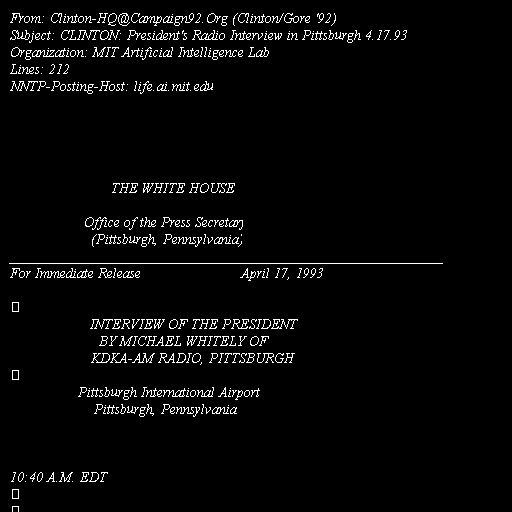 From: Clinton-HQ@Campaign92.Org (Clinton/Gore '92)
Subject: CLINTON: President's Radio Interview in Pittsburgh 4.17.93
Organization: MIT Artificial Intelligence Lab
Lines: 212
NNTP-Posting-Host: life.ai.mit.edu
THE WHITE HOUSE
Office of the Press Secretary
(Pittsburgh, Pennsylvania)
For Immediate Release April 17, 1993
INTERVIEW OF THE PRESIDENT
BY MICHAEL WHITELY OF
KDKA-AM RADIO, PITTSBURGH
Pittsburgh International Airport
Pittsburgh, Pennsylvania
10:40 A.M. EDT